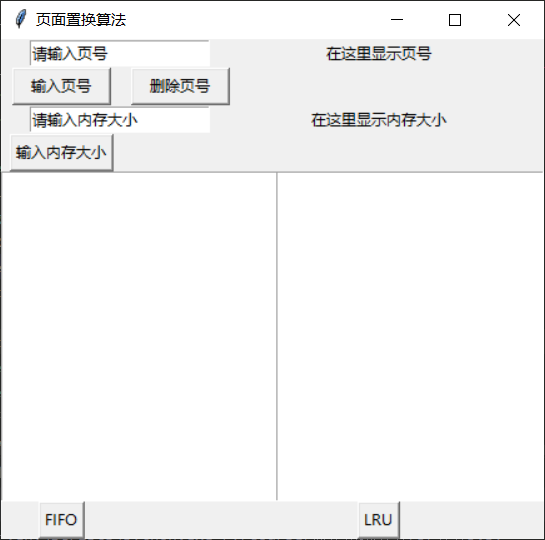 页面置换算法
请输入页号 在这里显示页号
输入页号 删除页号
请输入内存大小 在这里显示内存大小
输入内存大小
FIFO LRU